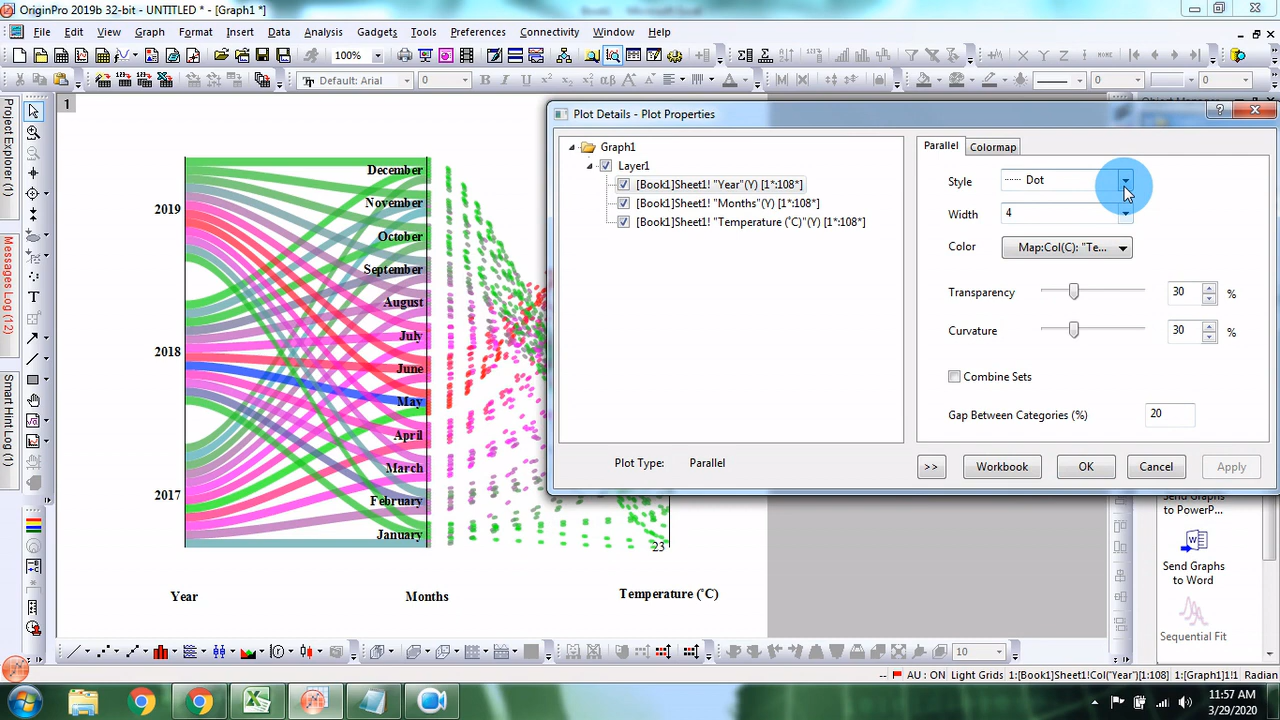 OriginPro 2019b 32-bit - UNTITLED * - [Graph1 *]
File Edit View Graph Format Insert Data Analysis Gadgets Tools Preferences Connectivity Window Help
100%
Default: Arial 0 B I U
0 0
1
Project Explorer (1)
Messages Log (12)
Smart Hint Log (1)
Plot Details - Plot Properties
Graph1
Layer1
[Book1]Sheet1! "Year"(Y) [1*:108*]
[Book1]Sheet1! "Months"(Y) [1*:108*]
[Book1]Sheet1! "Temperature (˚C)"(Y) [1*:108*]
Parallel Colormap
Style Dot
Width 4
Color Map:Col(C): "Te...
Transparency 30 %
Curvature 30 %
Combine Sets
Gap Between Categories (%) 20
Plot Type: Parallel
>> Workbook OK Cancel Apply
December
2019
November
October
September
August
July
2018
June
May
April
March
2017
February
January
23
Year Months Temperature (˚C)
Send Graphs
to PowerP...
Send Graphs
to Word
Sequential Fit
10
-- AU : ON Light Grids 1:[Book1]Sheet1!Col("Year")[1:108] 1:[Graph1]1!1 Radian
11:57 AM
3/29/2020